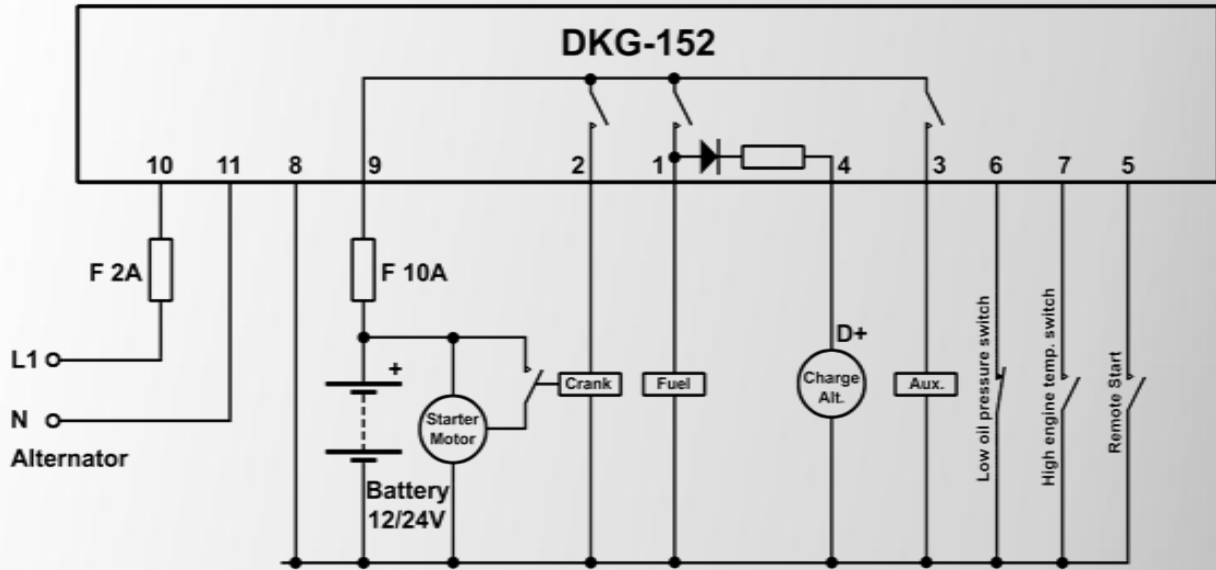 DKG-152
10 11 8 9 2 1 4 3 6 7 5
F 2A
F 10A
L1
N
Alternator
+
Starter
Motor
Battery
12/24V
Crank
Fuel
D+
Charge
Alt.
Aux.
Low oil pressure switch
High engine temp. switch
Remote Start